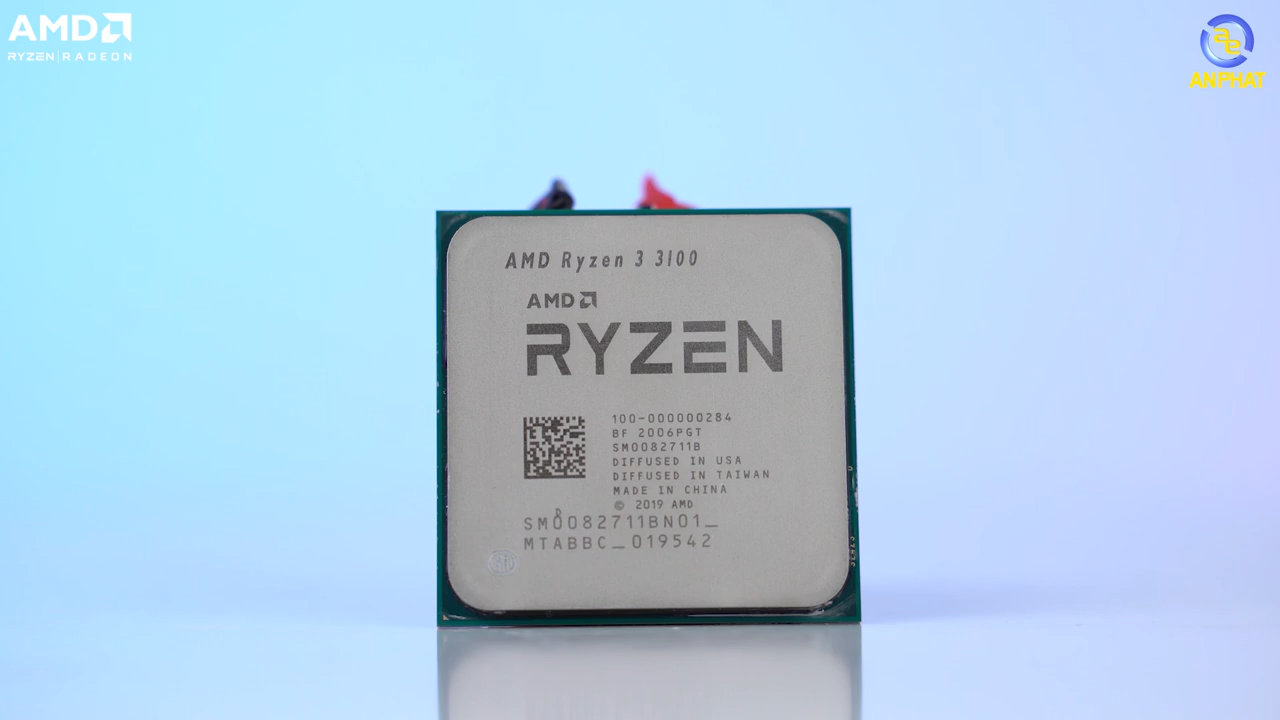 AMD
RYZEN | RADEON
ANPHAT
AMD Ryzen 3 3100
AMD
RYZEN
100-000000284
BF 2006PGT
SM0082711B
DIFFUSED IN USA
DIFFUSED IN TAIWAN
MADE IN CHINA
© 2019 AMD
SM0082711BN01_
MTABBC_019542